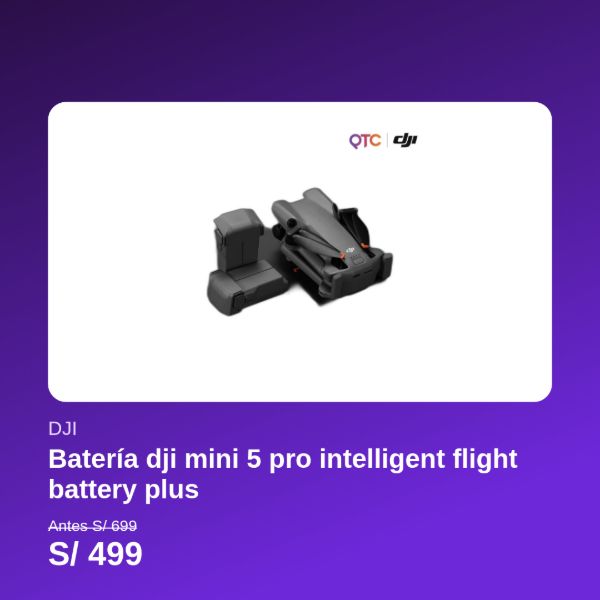 QTC | dji
DJI
Batería dji mini 5 pro intelligent flight
battery plus
Antes S/ 699
S/ 499